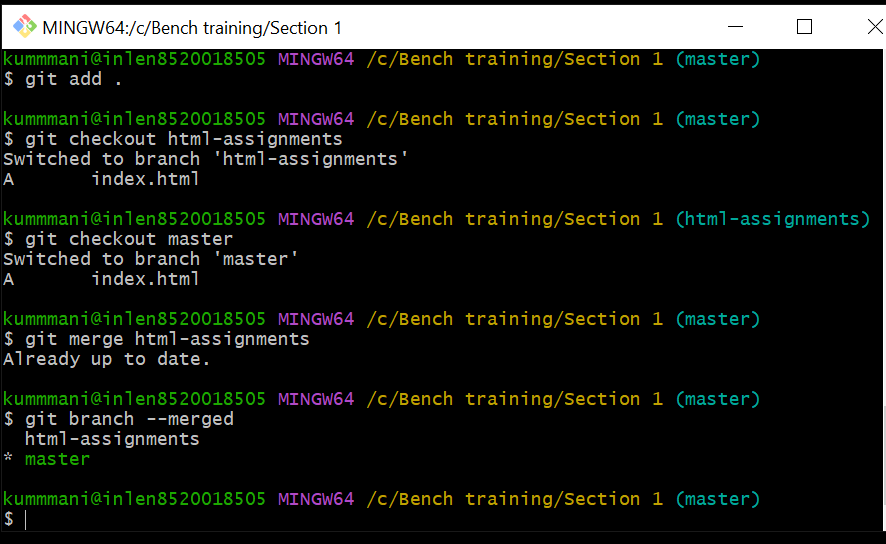 MINGW64:/c/Bench training/Section 1
kummmani@inlen8520018505 MINGW64 /c/Bench training/Section 1 (master)
$ git add .
kummmani@inlen8520018505 MINGW64 /c/Bench training/Section 1 (master)
$ git checkout html-assignments
Switched to branch 'html-assignments'
A       index.html
kummmani@inlen8520018505 MINGW64 /c/Bench training/Section 1 (html-assignments)
$ git checkout master
Switched to branch 'master'
A       index.html
kummmani@inlen8520018505 MINGW64 /c/Bench training/Section 1 (master)
$ git merge html-assignments
Already up to date.
kummmani@inlen8520018505 MINGW64 /c/Bench training/Section 1 (master)
$ git branch --merged
  html-assignments
* master
kummmani@inlen8520018505 MINGW64 /c/Bench training/Section 1 (master)
$